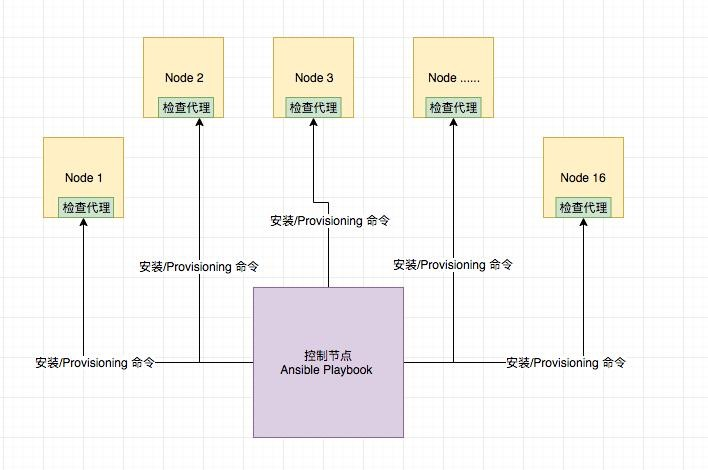 Node 2
检查代理
Node 3
检查代理
Node ......
检查代理
Node 1
检查代理
Node 16
检查代理
安装/Provisioning 命令
安装/Provisioning 命令
安装/Provisioning 命令
安装/Provisioning 命令
控制节点
Ansible Playbook
安装/Provisioning 命令